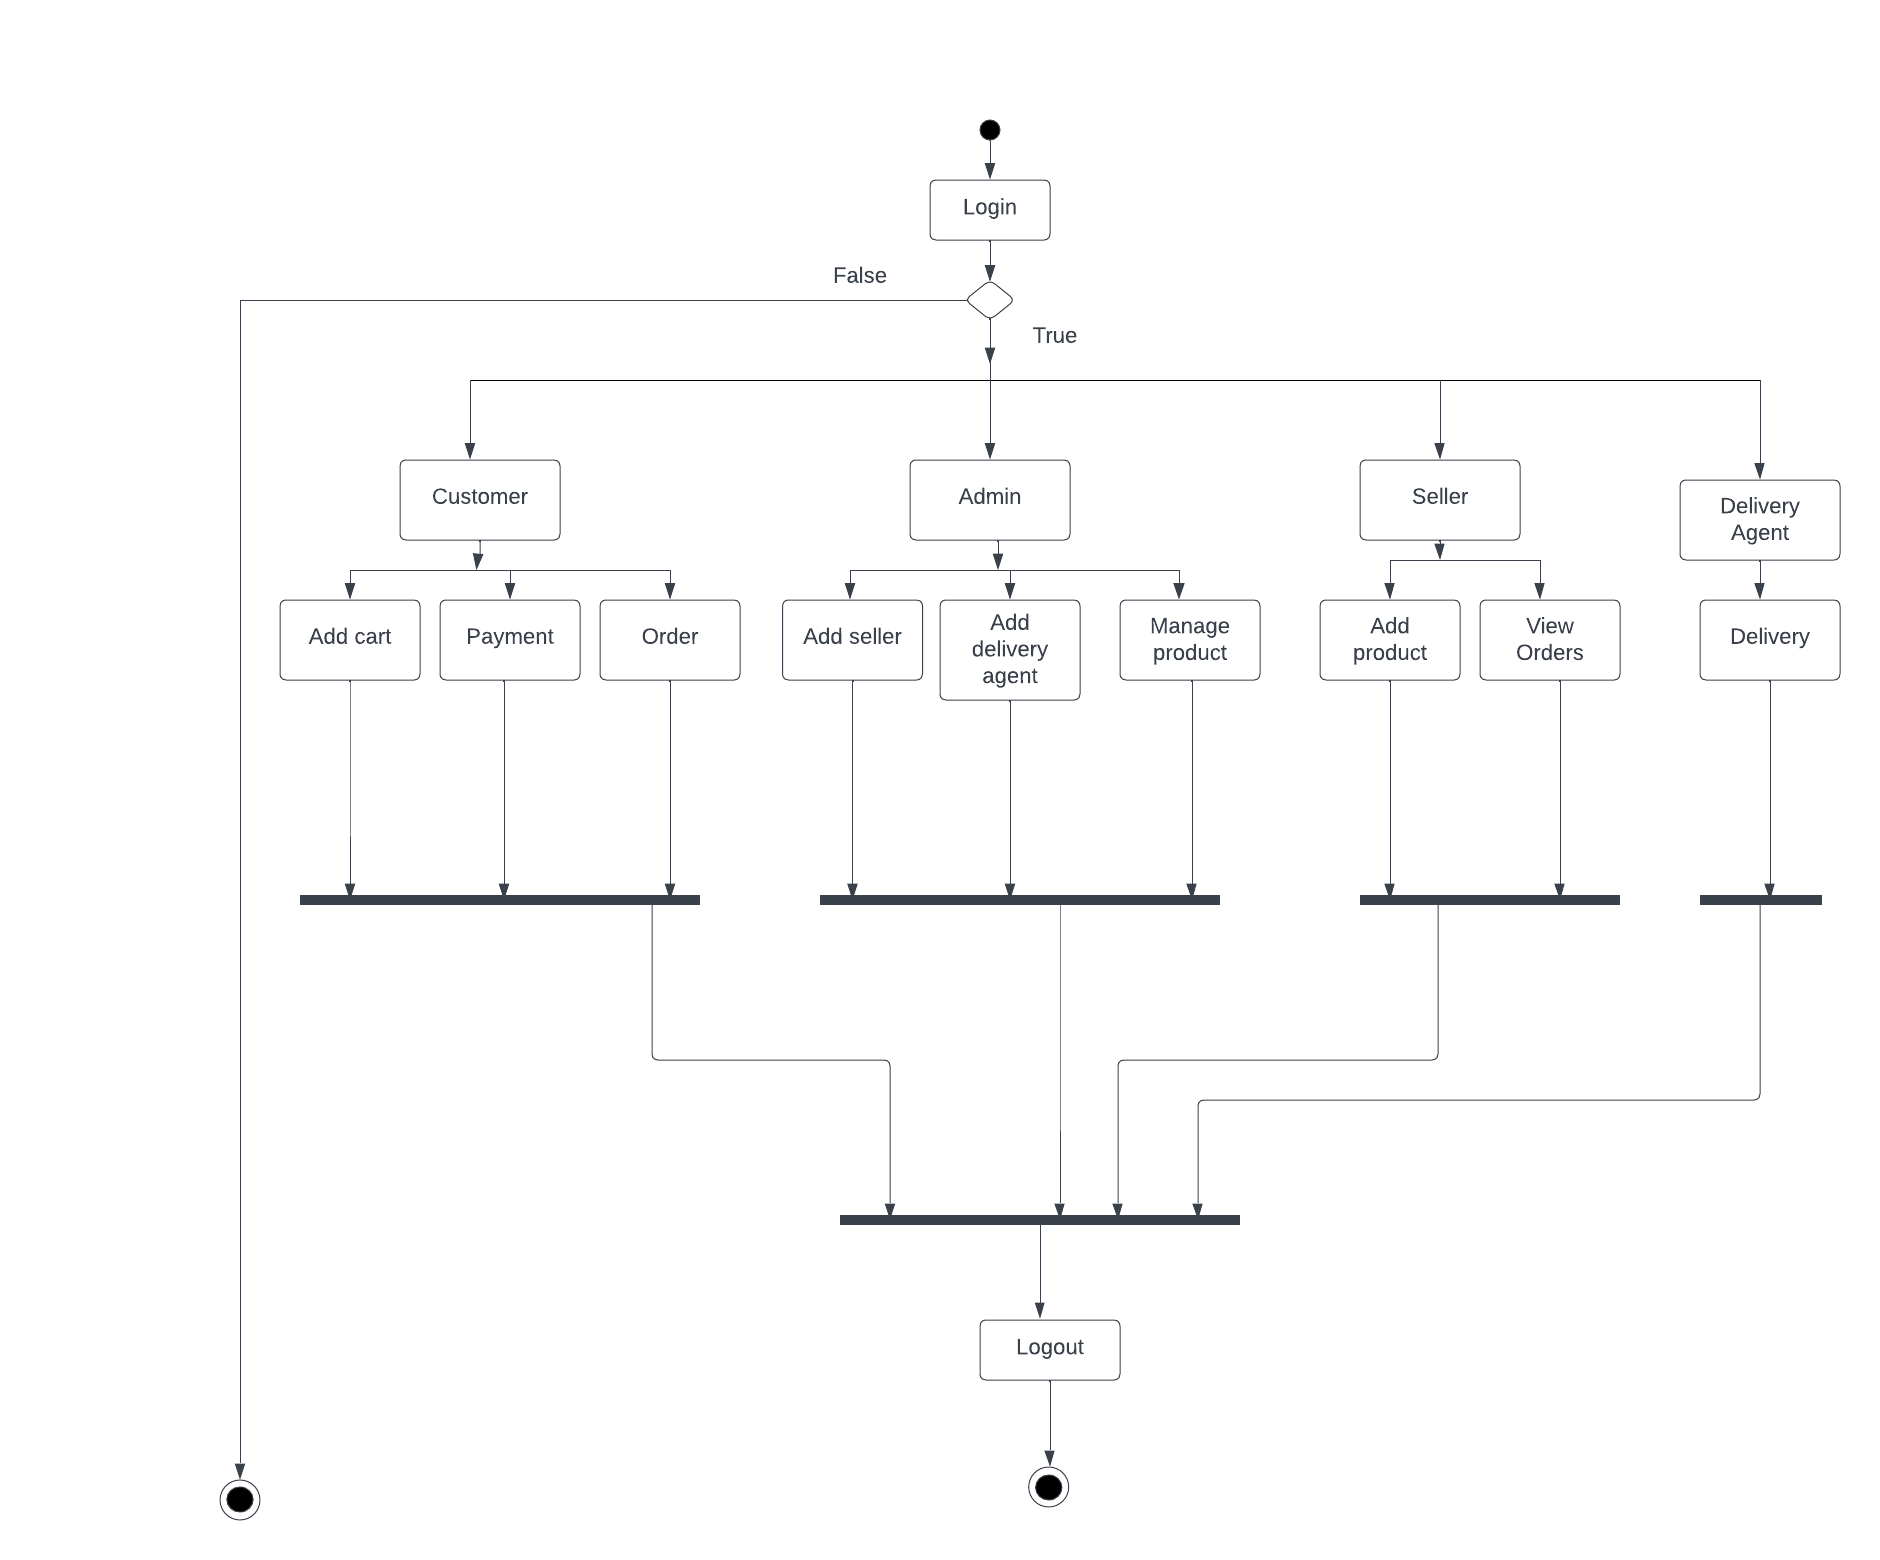 Login
False
True
Customer
Admin
Seller
Delivery
Agent
Add cart
Payment
Order
Add seller
Add
delivery
agent
Manage
product
Add
product
View
Orders
Delivery
Logout